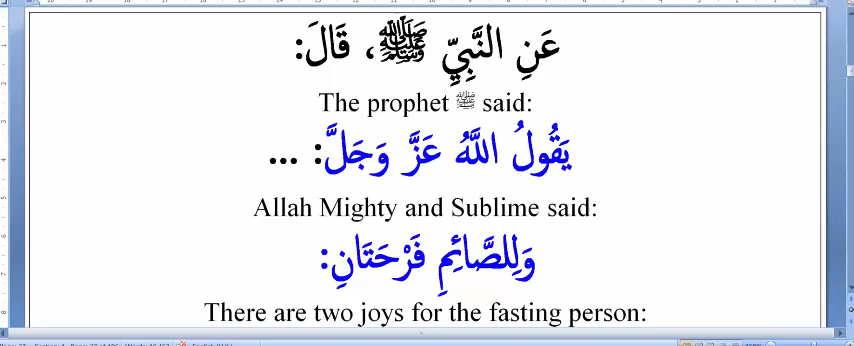 عَنِ النَّبِيِّ ﷺ، قَالَ:
The prophet ﷺ said:
يَقُولُ اللَّهُ عَزَّ وَجَلَّ: ...
Allah Mighty and Sublime said:
وَلِلصَّائِمِ فَرْحَتَانِ:
There are two joys for the fasting person: